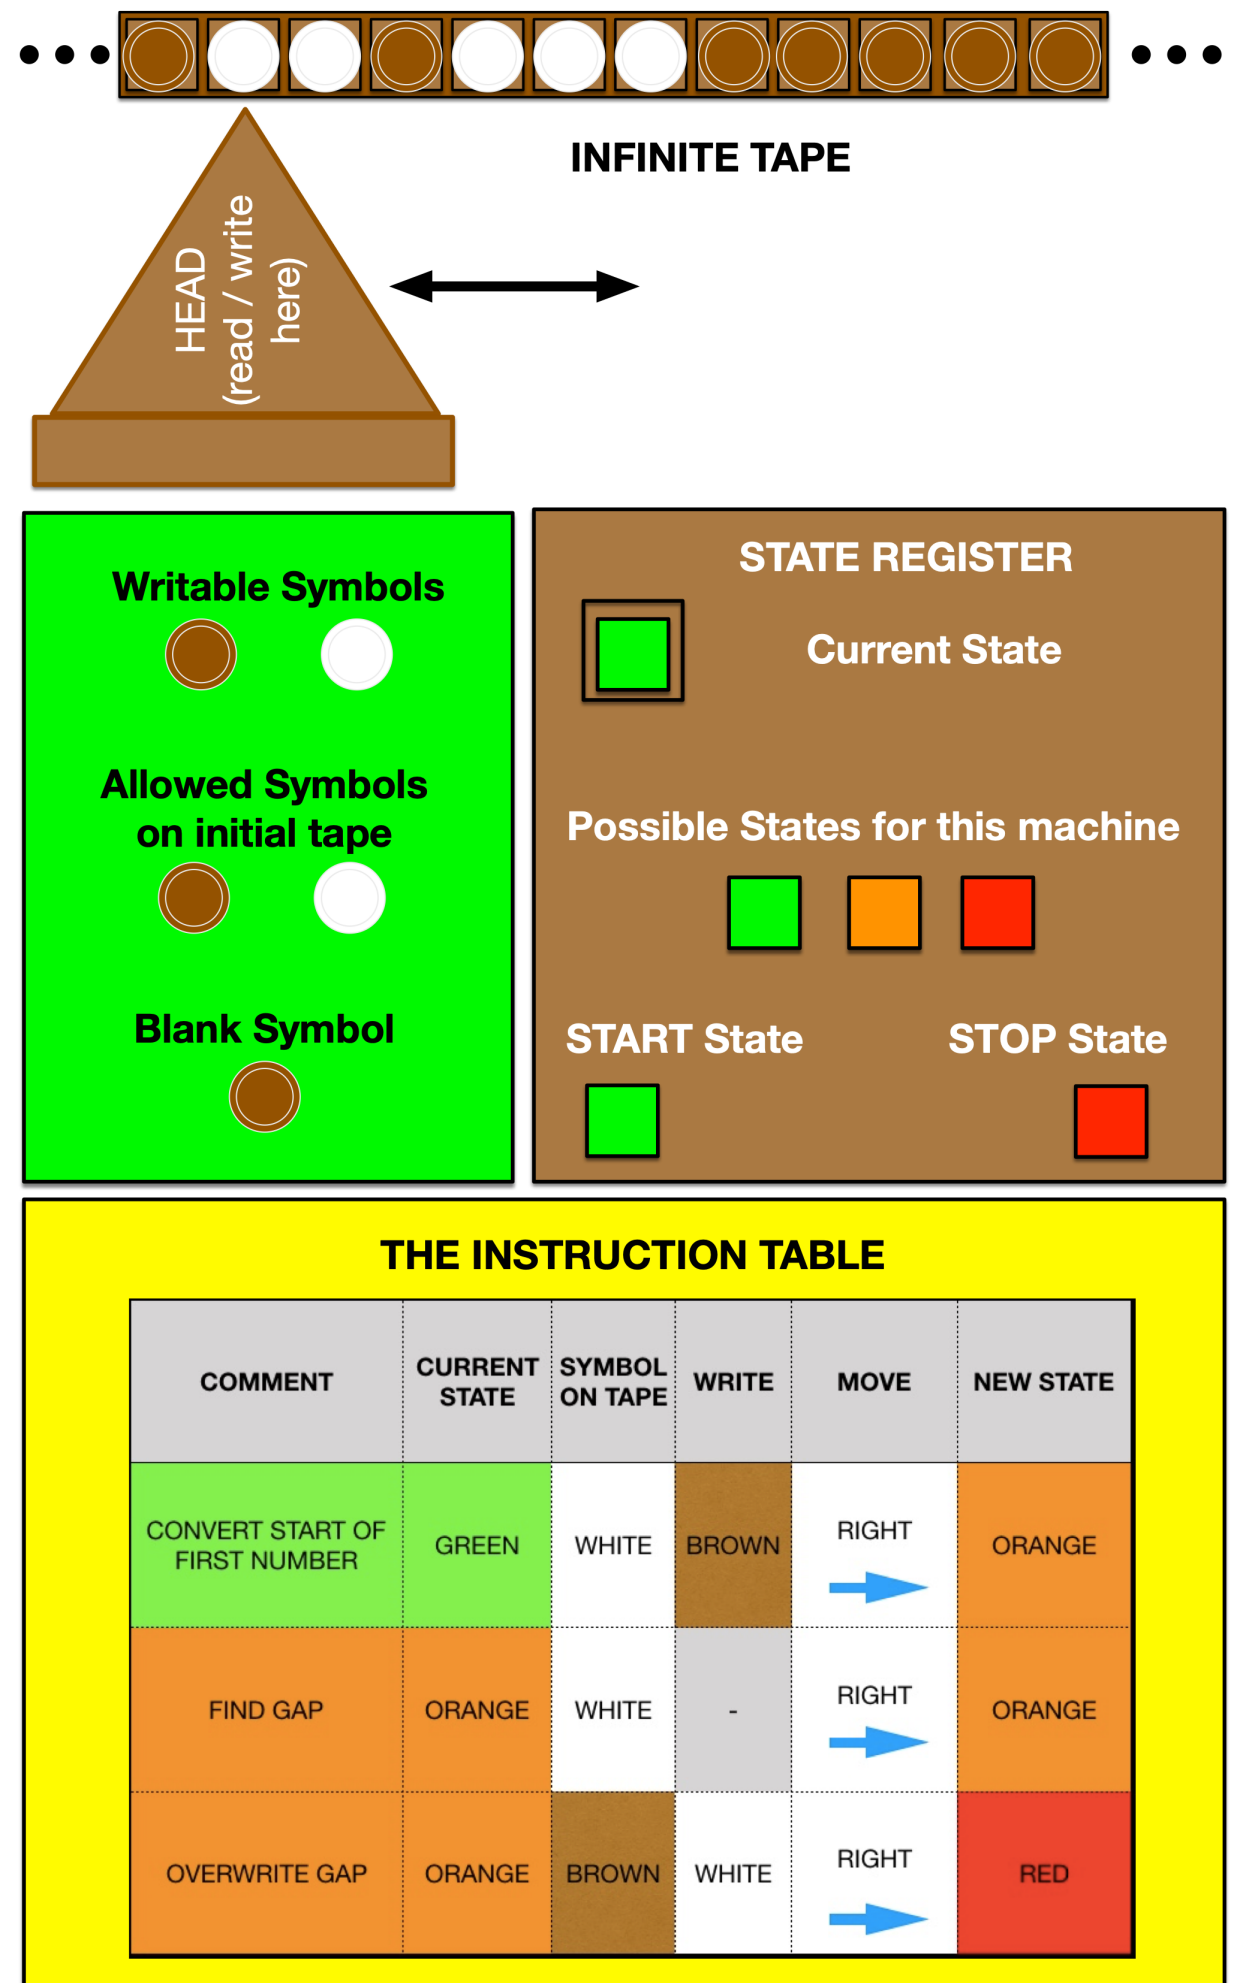 INFINITE TAPE
HEAD
(read / write
here)
Writable Symbols
Allowed Symbols
on initial tape
Blank Symbol
STATE REGISTER
Current State
Possible States for this machine
START State
STOP State
THE INSTRUCTION TABLE
COMMENT
CURRENT
STATE
SYMBOL
ON TAPE
WRITE
MOVE
NEW STATE
CONVERT START OF
FIRST NUMBER
GREEN
WHITE
BROWN
RIGHT
ORANGE
FIND GAP
ORANGE
WHITE
-
RIGHT
ORANGE
OVERWRITE GAP
ORANGE
BROWN
WHITE
RIGHT
RED